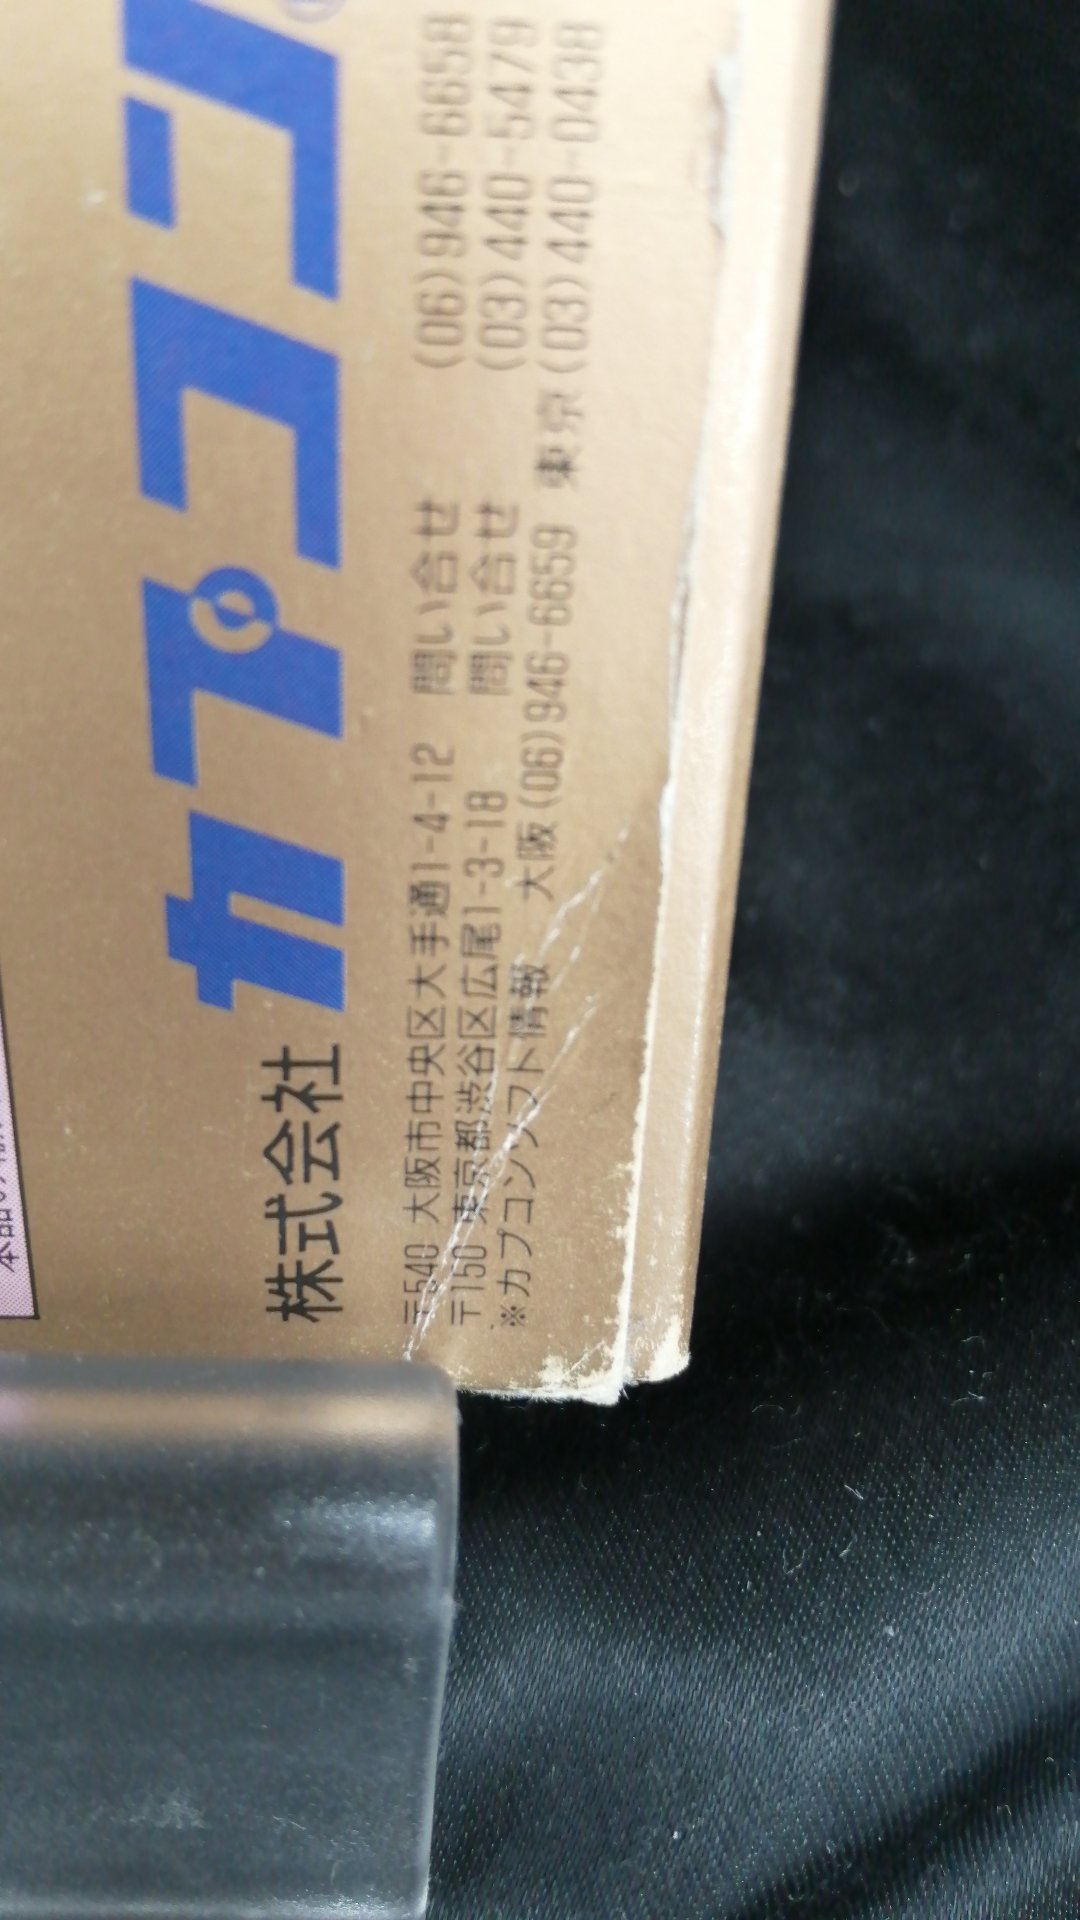 株式会社 カプコン
〒540 大阪市中央区大手通1-4-12 問い合せ (06)946-6658
〒150 東京都渋谷区広尾1-3-18 問い合せ (03)440-5479
※カプコンソフト情報 大阪(06)946-6659 東京(03)440-0438